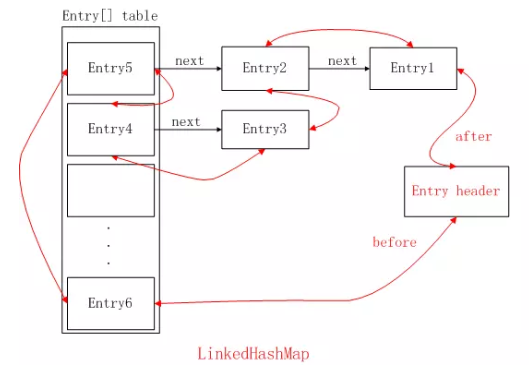 Entry[] table
Entry5
next
Entry2
next
Entry1
Entry4
next
Entry3
after
Entry header
before
Entry6
LinkedHashMap